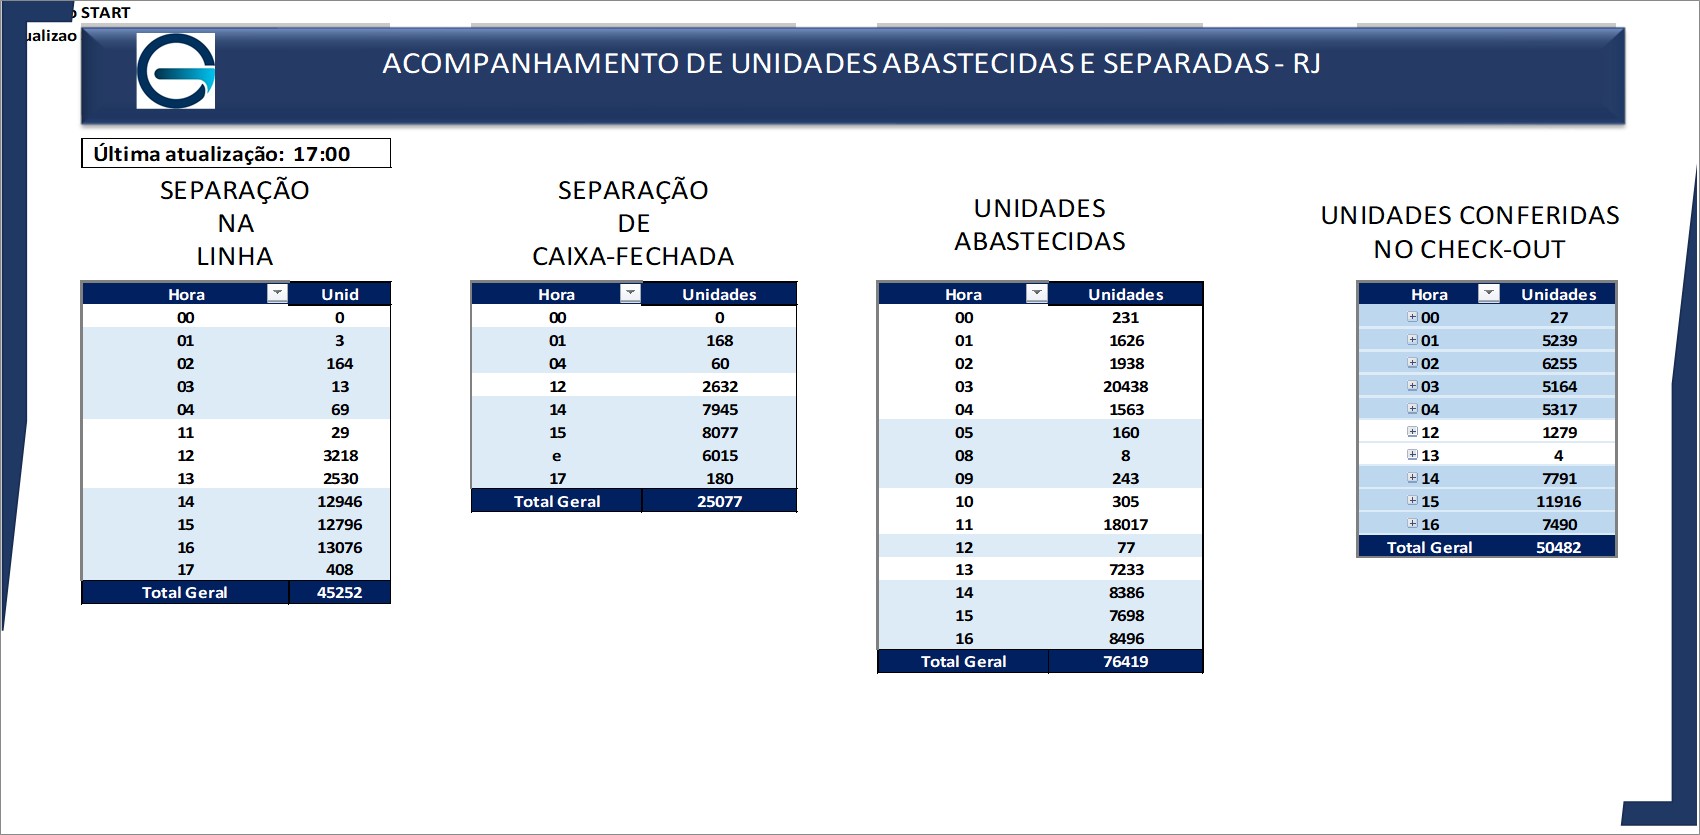 START
ualizao
ACOMPANHAMENTO DE UNIDADES ABASTECIDAS E SEPARADAS - RJ
Última atualização: 17:00
SEPARAÇÃO
NA
LINHA
Hora Unid
00 0
01 3
02 164
03 13
04 69
11 29
12 3218
13 2530
14 12946
15 12796
16 13076
17 408
Total Geral 45252
SEPARAÇÃO
DE
CAIXA-FECHADA
Hora Unidades
00 0
01 168
04 60
12 2632
14 7945
15 8077
e 6015
17 180
Total Geral 25077
UNIDADES
ABASTECIDAS
Hora Unidades
00 231
01 1626
02 1938
03 20438
04 1563
05 160
08 8
09 243
10 305
11 18017
12 77
13 7233
14 8386
15 7698
16 8496
Total Geral 76419
UNIDADES CONFERIDAS
NO CHECK-OUT
Hora Unidades
00 27
01 5239
02 6255
03 5164
04 5317
12 1279
13 4
14 7791
15 11916
16 7490
Total Geral 50482